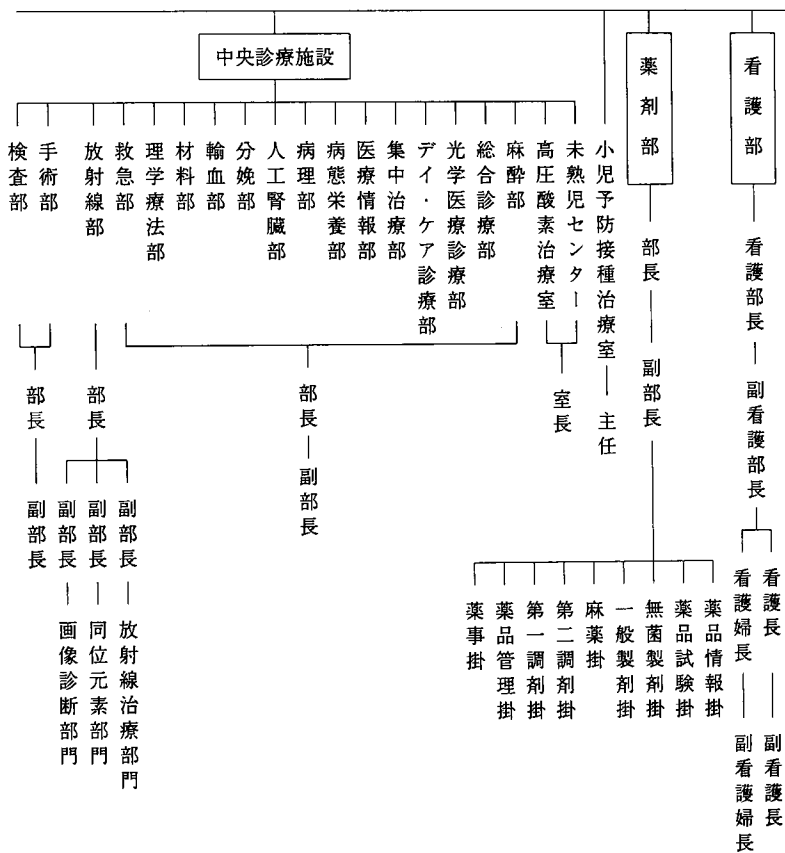 中央診療施設
薬剤部
看護部
検査部
手術部
放射線部
救急部
理学療法部
材料部
輸血部
分娩部
人工腎臓部
病理部
病態栄養部
医療情報部
集中治療部
デイ・ケア診療部
光学医療診療部
総合診療部
麻酔部
高圧酸素治療室
未熟児センター
小児予防接種治療室
主任
部長
副部長
部長
副部長
画像診断部門
副部長
同位元素部門
副部長
放射線治療部門
部長
副部長
室長
部長
副部長
薬事掛
薬品管理掛
第一調剤掛
第二調剤掛
麻薬掛
一般製剤掛
無菌製剤掛
薬品試験掛
薬品情報掛
看護部長
副看護部長
看護婦長
副看護婦長
看護長
副看護長